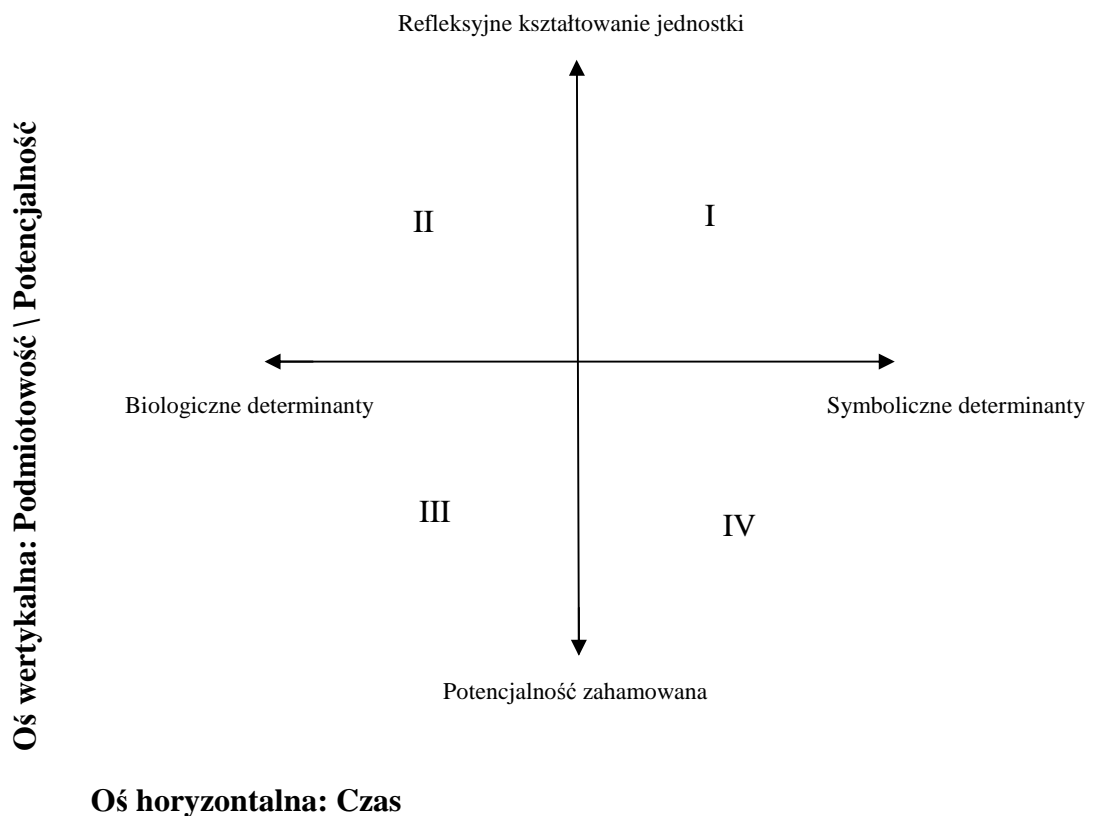 Refleksyjne kształtowanie jednostki
Oś wertykalna: Podmiotowość \ Potencjalność
II
I
Biologiczne determinanty
Symboliczne determinanty
III
IV
Potencjalność zahamowana
Oś horyzontalna: Czas